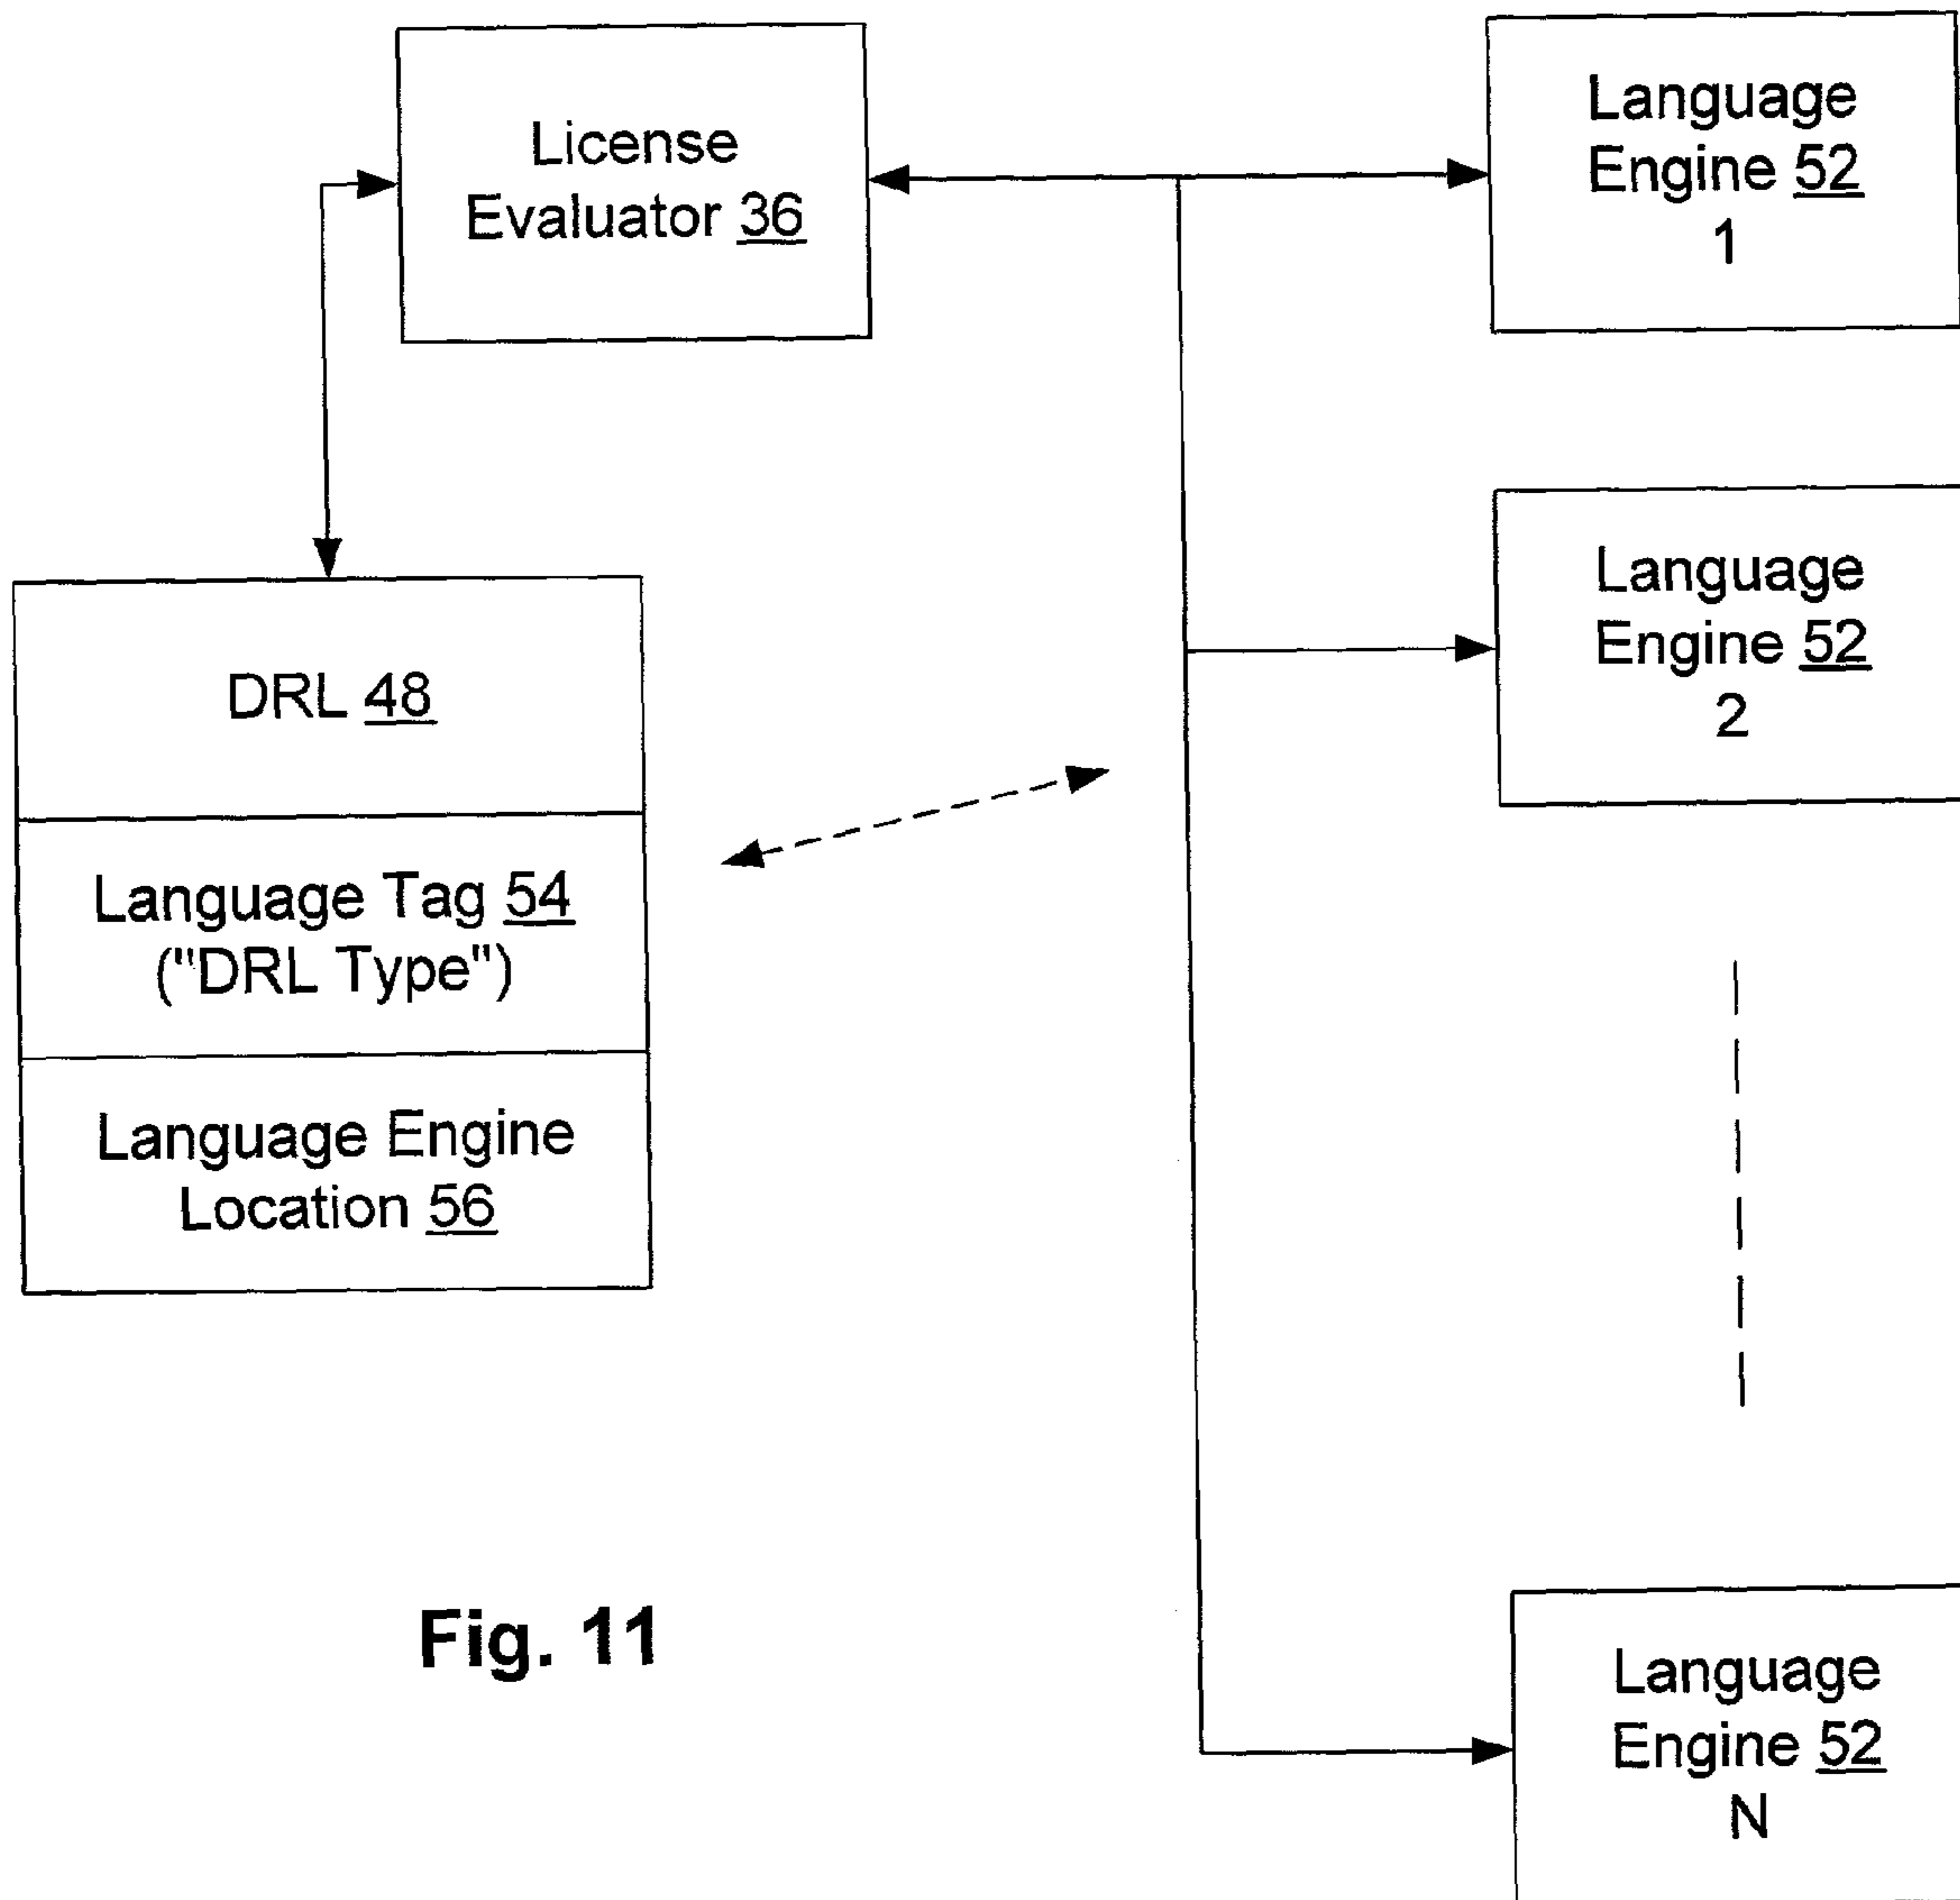 License
Evaluator 36
Language
Engine 52
1
Language
Engine 52
2
DRL 48
Language Tag 54
("DRL Type")
Language Engine
Location 56
Fig. 11
Language
Engine 52
N